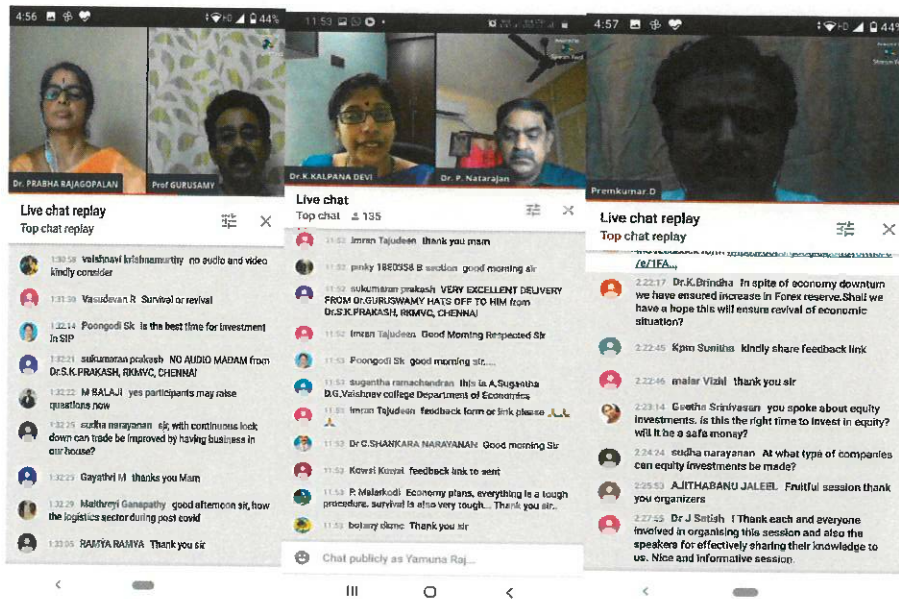 4:56
44%
Dr. PRABHA RAJAGOPALAN
Prof GURUSAMY
Live chat replay
Top chat replay
1:30:58 vaishnavi krishnamurthy no audio and video
kindly consider
1:31:30 Vasudevan R Survival or revival
1:32:14 Poongodi Sk is the best time for investment
in SIP
1:32:21 sukumaran prakash NO AUDIO MADAM from
Dr.S.K.PRAKASH, RKMVC, CHENNAI
1:32:22 M BALAJI yes participants may raise
questions now
1:32:25 sudha narayanan sir, with continuous lock
down can trade be improved by having business in
our house?
1:32:25 Gayathri M thanks you Mam
1:32:29 Maithreyi Ganapathy good afternoon sir, how
the logistics sector during post covid
1:33:05 RAMYA RAMYA Thank you sir
11:53
44%
Dr.K.KALPANA DEVI
Dr. P. Natarajan
Live chat
Top chat 135
11:52 Imran Tajudeen thank you mam
11:52 pinky 1880358 B section good morning sir
11:52 sukumaran prakash VERY EXCELLENT DELIVERY
FROM Dr.GURUSWAMY HATS OFF TO HIM from
Dr.S.K.PRAKASH, RKMVC, CHENNAI
11:52 Imran Tajudeen Good Morning Respected Sir
11:53 Poongodi Sk good morning sir.....
11:53 sugantha ramachandran this is A.Sugantha
D.G.Vaishnav college Department of Economics
11:53 Imran Tajudeen feedback form or link please 🙏🙏
🙏
11:53 Dr C.SHANKARA NARAYANAN Good morning Sir
11:53 Kowsi Kowsi feedback link to sent
11:53 P. Malarkodi Economy plans, everything is a tough
procedure. survival is also very tough... Thank you sir..
11:53 botany dkmc Thank you sir
Chat publicly as Yamuna Raj...
4:57
44%
Premkumar.D
Live chat replay
Top chat replay
/e/1FA...
2:22:17 Dr.K.Brindha In spite of economy downturn
we have ensured increase in Forex reserve.Shall we
have a hope this will ensure revival of economic
situation?
2:22:45 Kpm Sunitha kindly share feedback link
2:22:46 malar Vizhi thank you sir
2:23:14 Geetha Srinivasan you spoke about equity
investments. is this the right time to invest in equity?
will it be a safe money?
2:24:24 sudha narayanan At what type of companies
can equity investments be made?
2:25:53 AJITHABANU JALEEL Fruitful session thank
you organizers
2:27:55 Dr J Satish I Thank each and everyone
involved in organising this session and also the
speakers for effectively sharing their knowledge to
us. Nice and informative session.